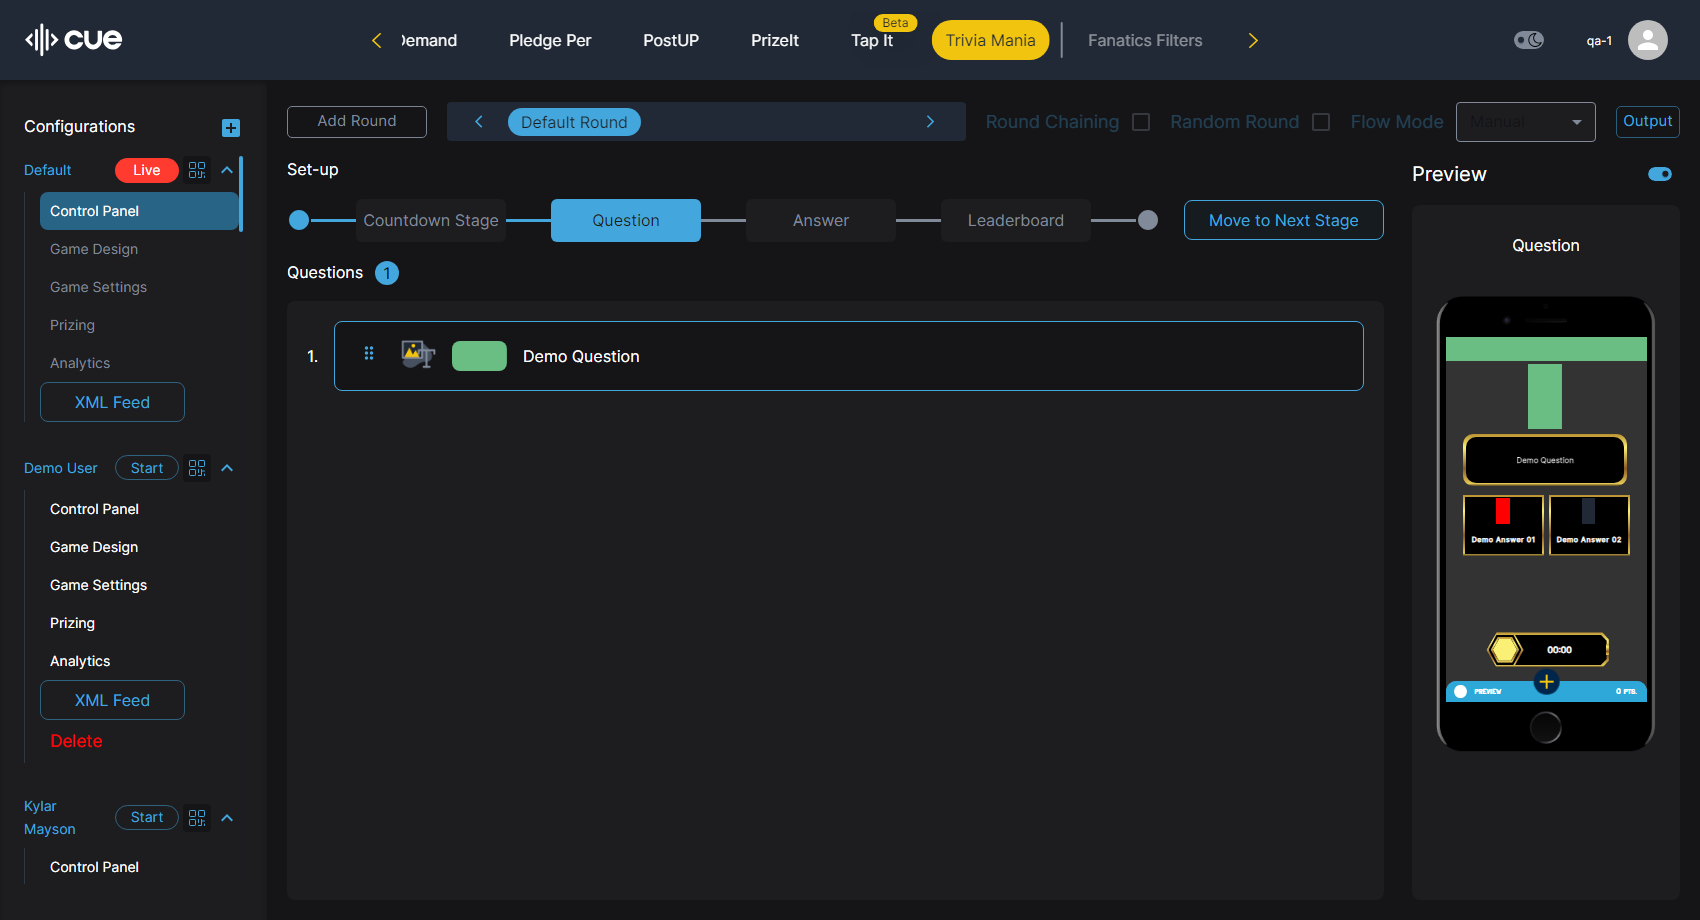 cue
Demand
Pledge Per
PostUP
PrizeIt
Tap It
Beta
Trivia Mania
Fanatics Filters
qa-1
Configurations
Default
Live
Control Panel
Game Design
Game Settings
Prizing
Analytics
XML Feed
Demo User
Start
Control Panel
Game Design
Game Settings
Prizing
Analytics
XML Feed
Delete
Kylar
Mayson
Start
Control Panel
Add Round
Default Round
Round Chaining
Random Round
Flow Mode
Manual
Output
Set-up
Countdown Stage
Question
Answer
Leaderboard
Move to Next Stage
Questions 1
1.
Demo Question
Preview
Question
Demo Question
Demo Answer 01
Demo Answer 02
00:00
PREVIEW
0 PTS.